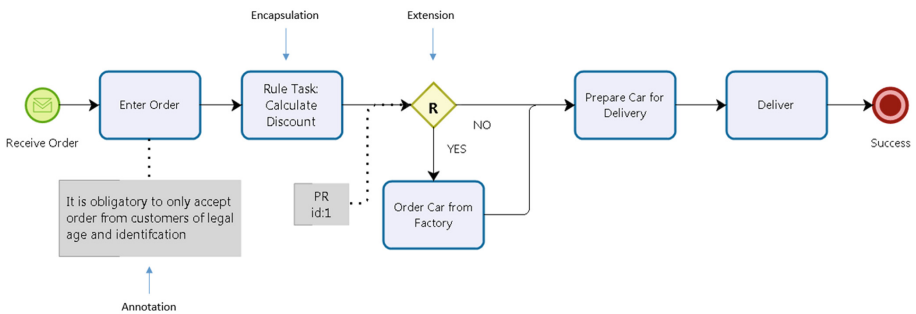 Encapsulation
Extension
Receive Order
Enter Order
Rule Task:
Calculate
Discount
R
NO
YES
Prepare Car for
Delivery
Deliver
Success
It is obligatory to only accept
order from customers of legal
age and identifcation
PR
id:1
Order Car from
Factory
Annotation